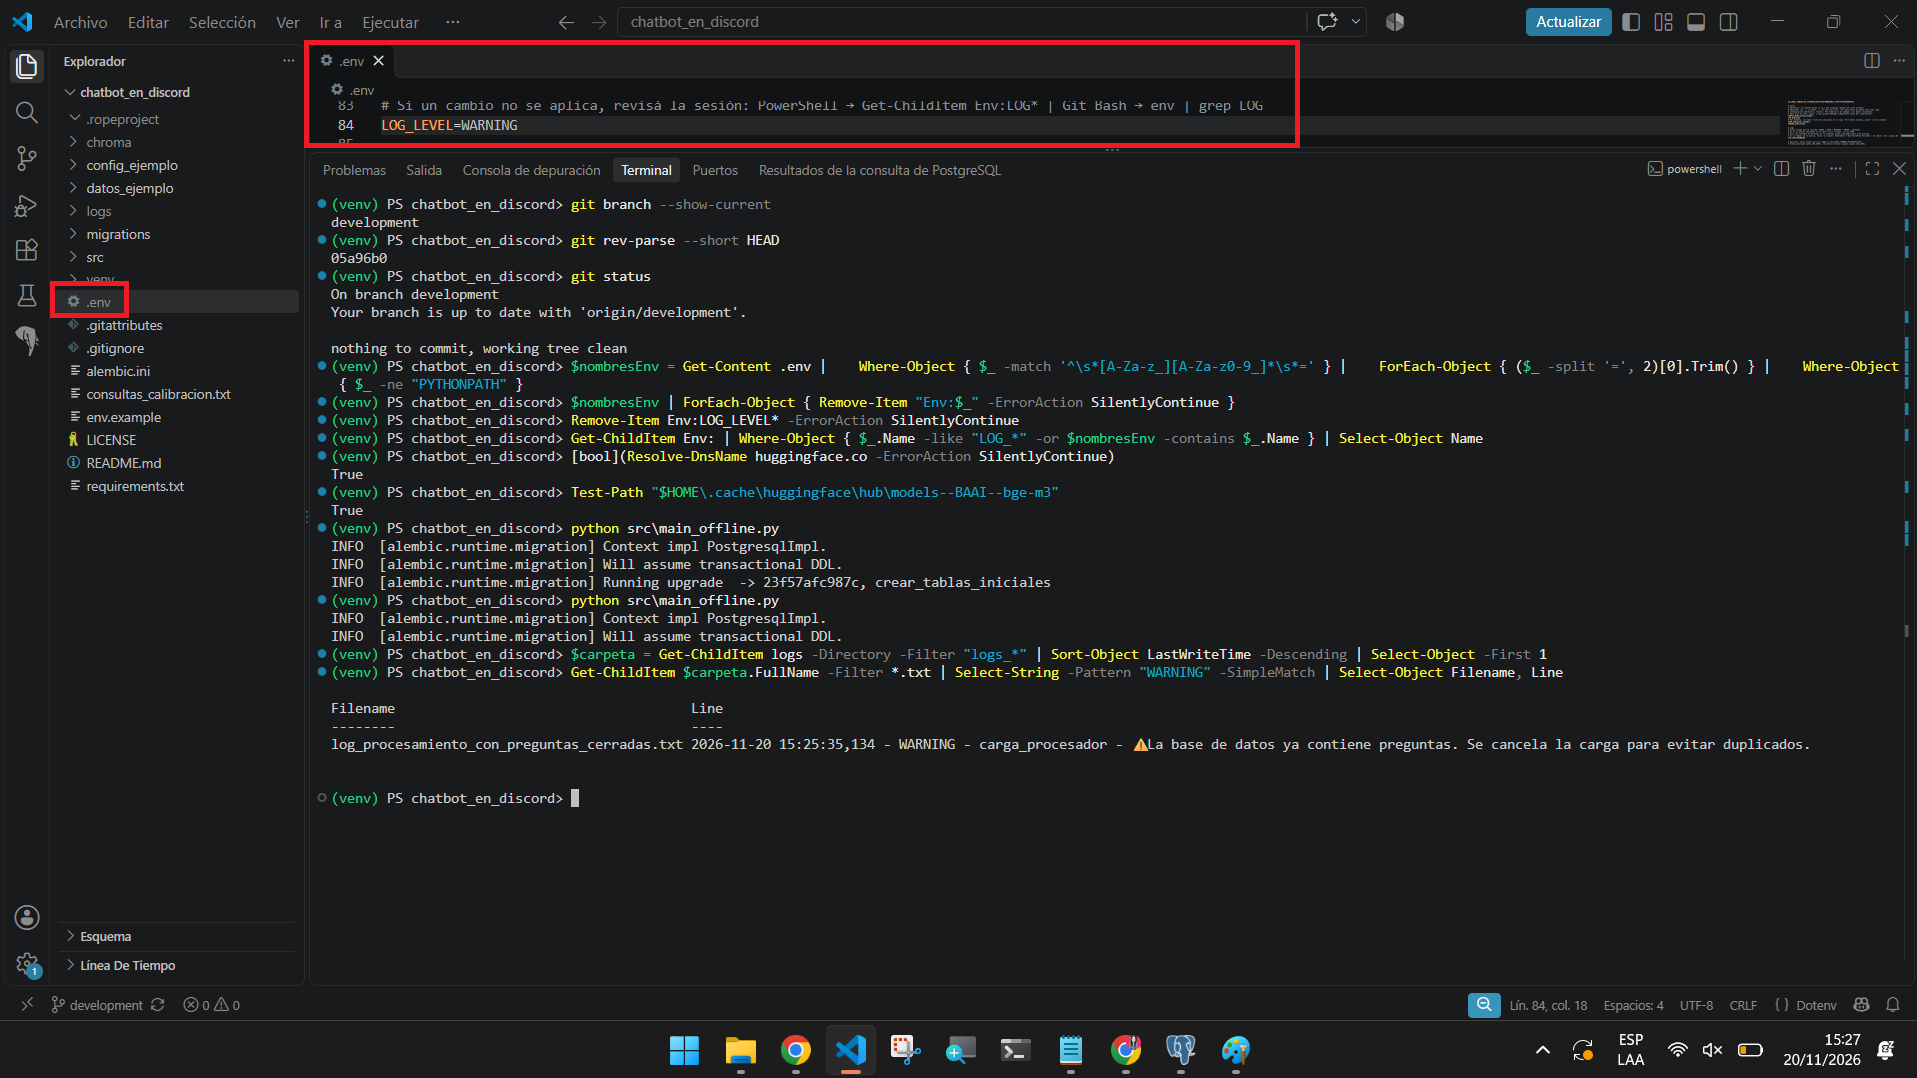 Archivo Editar Selección Ver Ir a Ejecutar ···
chatbot_en_discord
Actualizar
Explorador
chatbot_en_discord
.ropeproject
chroma
config_ejemplo
datos_ejemplo
logs
migrations
src
venv
.env
.gitattributes
.gitignore
alembic.ini
consultas_calibracion.txt
env.example
LICENSE
README.md
requirements.txt
Esquema
Línea De Tiempo
1
.env
.env
83 # Si un cambio no se aplica, revisá la sesión: PowerShell → Get-ChildItem Env:LOG* | Git Bash → env | grep LOG
84 LOG_LEVEL=WARNING
85
Problemas Salida Consola de depuración Terminal Puertos Resultados de la consulta de PostgreSQL
powershell
(venv) PS chatbot_en_discord> git branch --show-current
development
(venv) PS chatbot_en_discord> git rev-parse --short HEAD
05a96b0
(venv) PS chatbot_en_discord> git status
On branch development
Your branch is up to date with 'origin/development'.
nothing to commit, working tree clean
(venv) PS chatbot_en_discord> $nombresEnv = Get-Content .env |    Where-Object { $_ -match '^\s*[A-Za-z_][A-Za-z0-9_]*\s*=' } |    ForEach-Object { ($_ -split '=', 2)[0].Trim() } |    Where-Object
{ $_ -ne "PYTHONPATH" }
(venv) PS chatbot_en_discord> $nombresEnv | ForEach-Object { Remove-Item "Env:$_" -ErrorAction SilentlyContinue }
(venv) PS chatbot_en_discord> Remove-Item Env:LOG_LEVEL* -ErrorAction SilentlyContinue
(venv) PS chatbot_en_discord> Get-ChildItem Env: | Where-Object { $_.Name -like "LOG_*" -or $nombresEnv -contains $_.Name } | Select-Object Name
(venv) PS chatbot_en_discord> [bool](Resolve-DnsName huggingface.co -ErrorAction SilentlyContinue)
True
(venv) PS chatbot_en_discord> Test-Path "$HOME\.cache\huggingface\hub\models--BAAI--bge-m3"
True
(venv) PS chatbot_en_discord> python src\main_offline.py
INFO  [alembic.runtime.migration] Context impl PostgresqlImpl.
INFO  [alembic.runtime.migration] Will assume transactional DDL.
INFO  [alembic.runtime.migration] Running upgrade  -> 23f57afc987c, crear_tablas_iniciales
(venv) PS chatbot_en_discord> python src\main_offline.py
INFO  [alembic.runtime.migration] Context impl PostgresqlImpl.
INFO  [alembic.runtime.migration] Will assume transactional DDL.
(venv) PS chatbot_en_discord> $carpeta = Get-ChildItem logs -Directory -Filter "logs_*" | Sort-Object LastWriteTime -Descending | Select-Object -First 1
(venv) PS chatbot_en_discord> Get-ChildItem $carpeta.FullName -Filter *.txt | Select-String -Pattern "WARNING" -SimpleMatch | Select-Object Filename, Line
Filename Line
-------- ----
log_procesamiento_con_preguntas_cerradas.txt 2026-11-20 15:25:35,134 - WARNING - carga_procesador - ⚠️La base de datos ya contiene preguntas. Se cancela la carga para evitar duplicados.
(venv) PS chatbot_en_discord>
development 0 0
Lín. 84, col. 18 Espacios: 4 UTF-8 CRLF { } Dotenv
ESP
LAA
15:27
20/11/2026